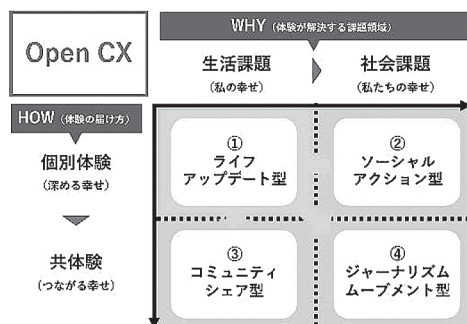 Open CX
WHY（体験が解決する課題領域）
生活課題
（私の幸せ）
社会課題
（私たちの幸せ）
HOW（体験の届け方）
個別体験
（深める幸せ）
共体験
（つながる幸せ）
①
ライフ
アップデート型
②
ソーシャル
アクション型
③
コミュニティ
シェア型
④
ジャーナリズム
ムーブメント型